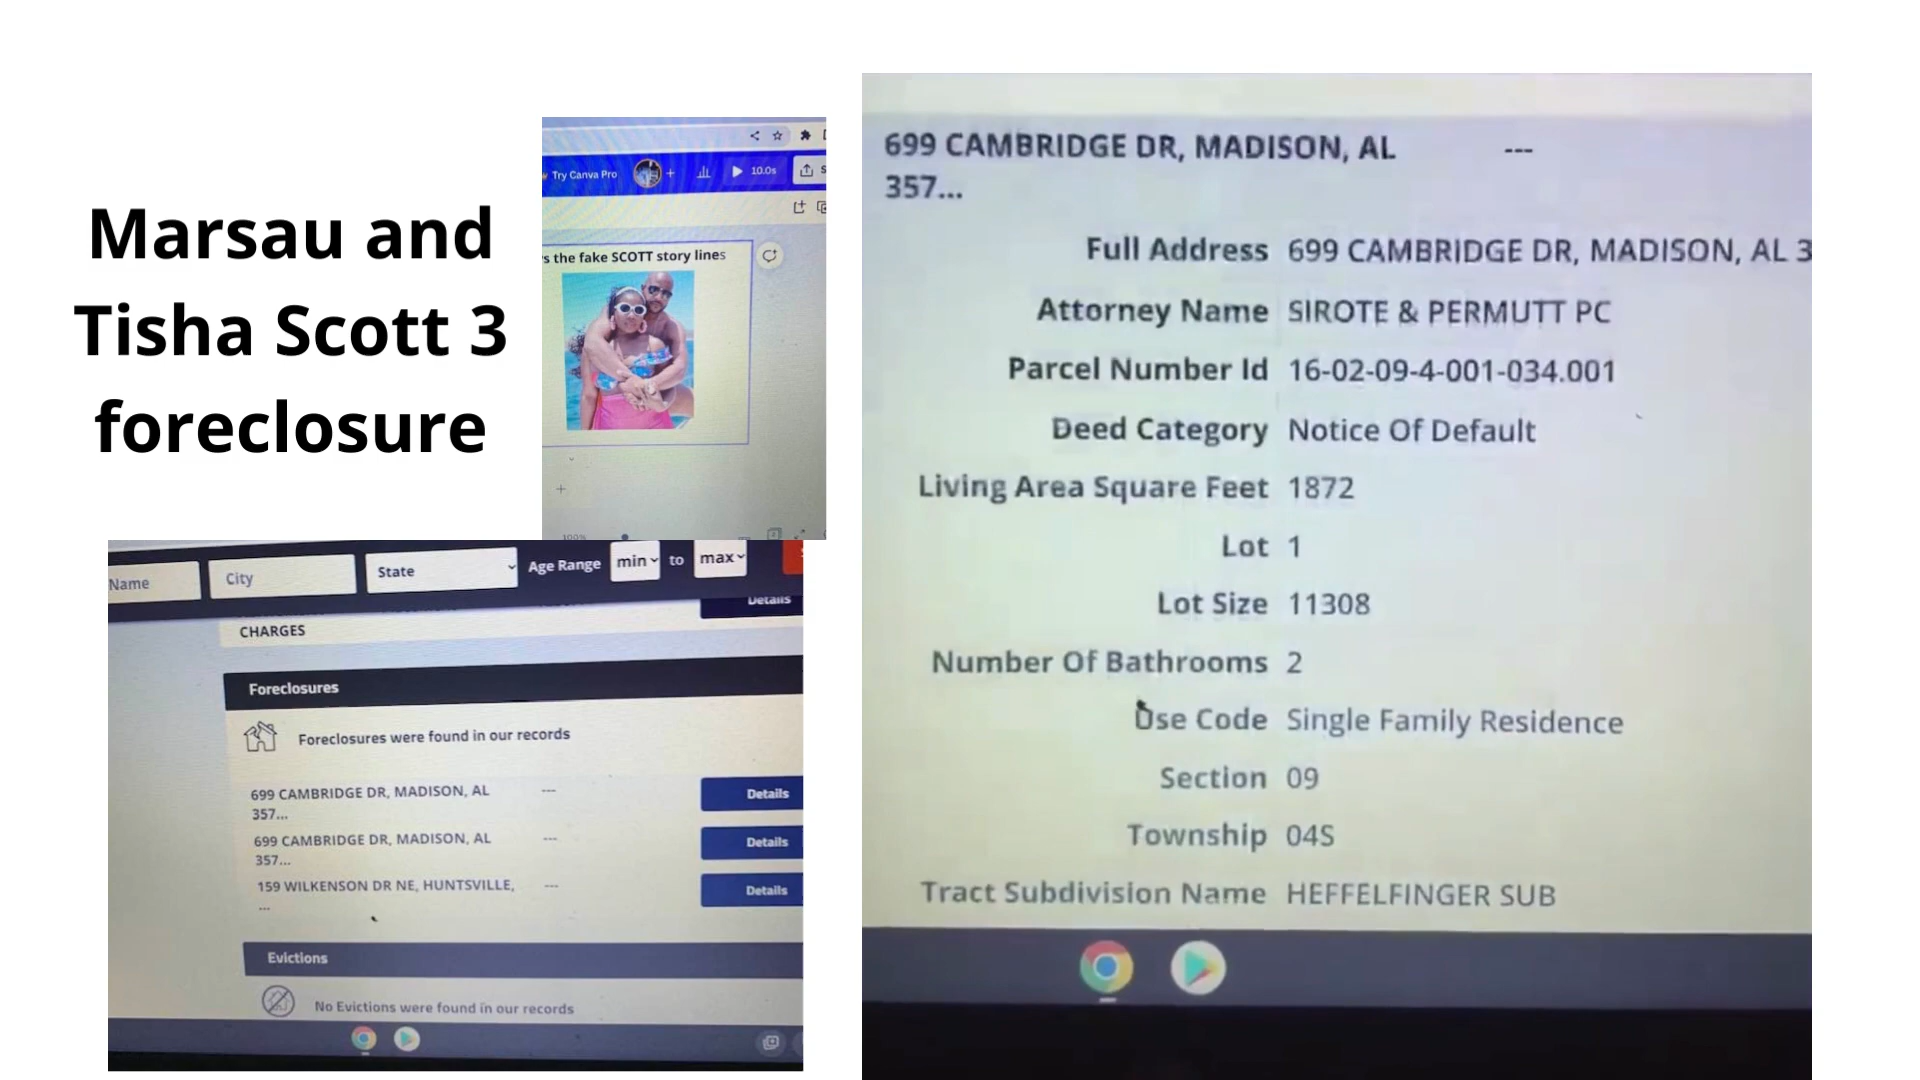 Marsau and
Tisha Scott 3
foreclosure
Try Canva Pro
+
10.0s
s the fake SCOTT story lines
+
100%
Name
City
State
Age Range
min
to
max
Details
CHARGES
Foreclosures
Foreclosures were found in our records
699 CAMBRIDGE DR, MADISON, AL --- Details
357...
699 CAMBRIDGE DR, MADISON, AL --- Details
357...
159 WILKENSON DR NE, HUNTSVILLE, --- Details
...
Evictions
No Evictions were found in our records
699 CAMBRIDGE DR, MADISON, AL ---
357...
Full Address 699 CAMBRIDGE DR, MADISON, AL 3
Attorney Name SIROTE & PERMUTT PC
Parcel Number Id 16-02-09-4-001-034.001
Deed Category Notice Of Default
Living Area Square Feet 1872
Lot 1
Lot Size 11308
Number Of Bathrooms 2
Use Code Single Family Residence
Section 09
Township 04S
Tract Subdivision Name HEFFELFINGER SUB